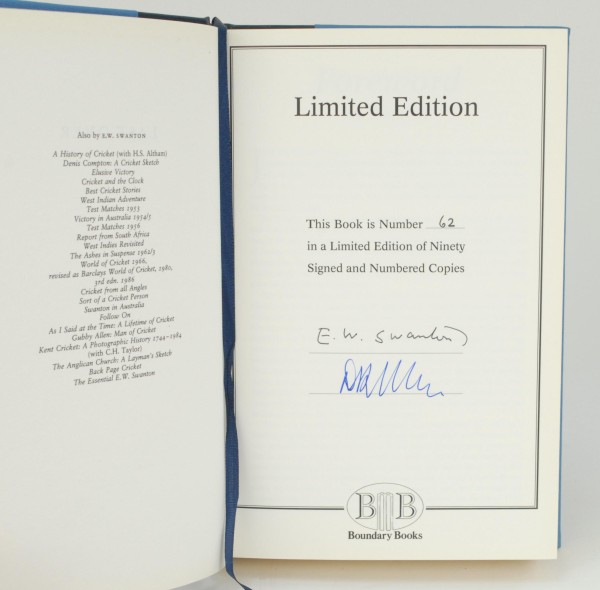 Also by E.W. SWANTON
A History of Cricket (with H.S. Altham)
Denis Compton: A Cricket Sketch
Elusive Victory
Cricket and the Clock
Best Cricket Stories
West Indian Adventure
Test Matches 1953
Victory in Australia 1954/5
Test Matches 1956
Report from South Africa
West Indies Revisited
The Ashes in Suspense 1962/3
World of Cricket 1966,
revised as Barclays World of Cricket, 1980,
3rd edn. 1986
Cricket from all Angles
Sort of a Cricket Person
Swanton in Australia
Follow On
As I Said at the Time: A Lifetime of Cricket
Gubby Allen: Man of Cricket
Kent Cricket: A Photographic History 1744–1984
(with C.H. Taylor)
The Anglican Church: A Layman's Sketch
Back Page Cricket
The Essential E.W. Swanton
Limited Edition
This Book is Number 62
in a Limited Edition of Ninety
Signed and Numbered Copies
E. W. Swanton
B B
Boundary Books